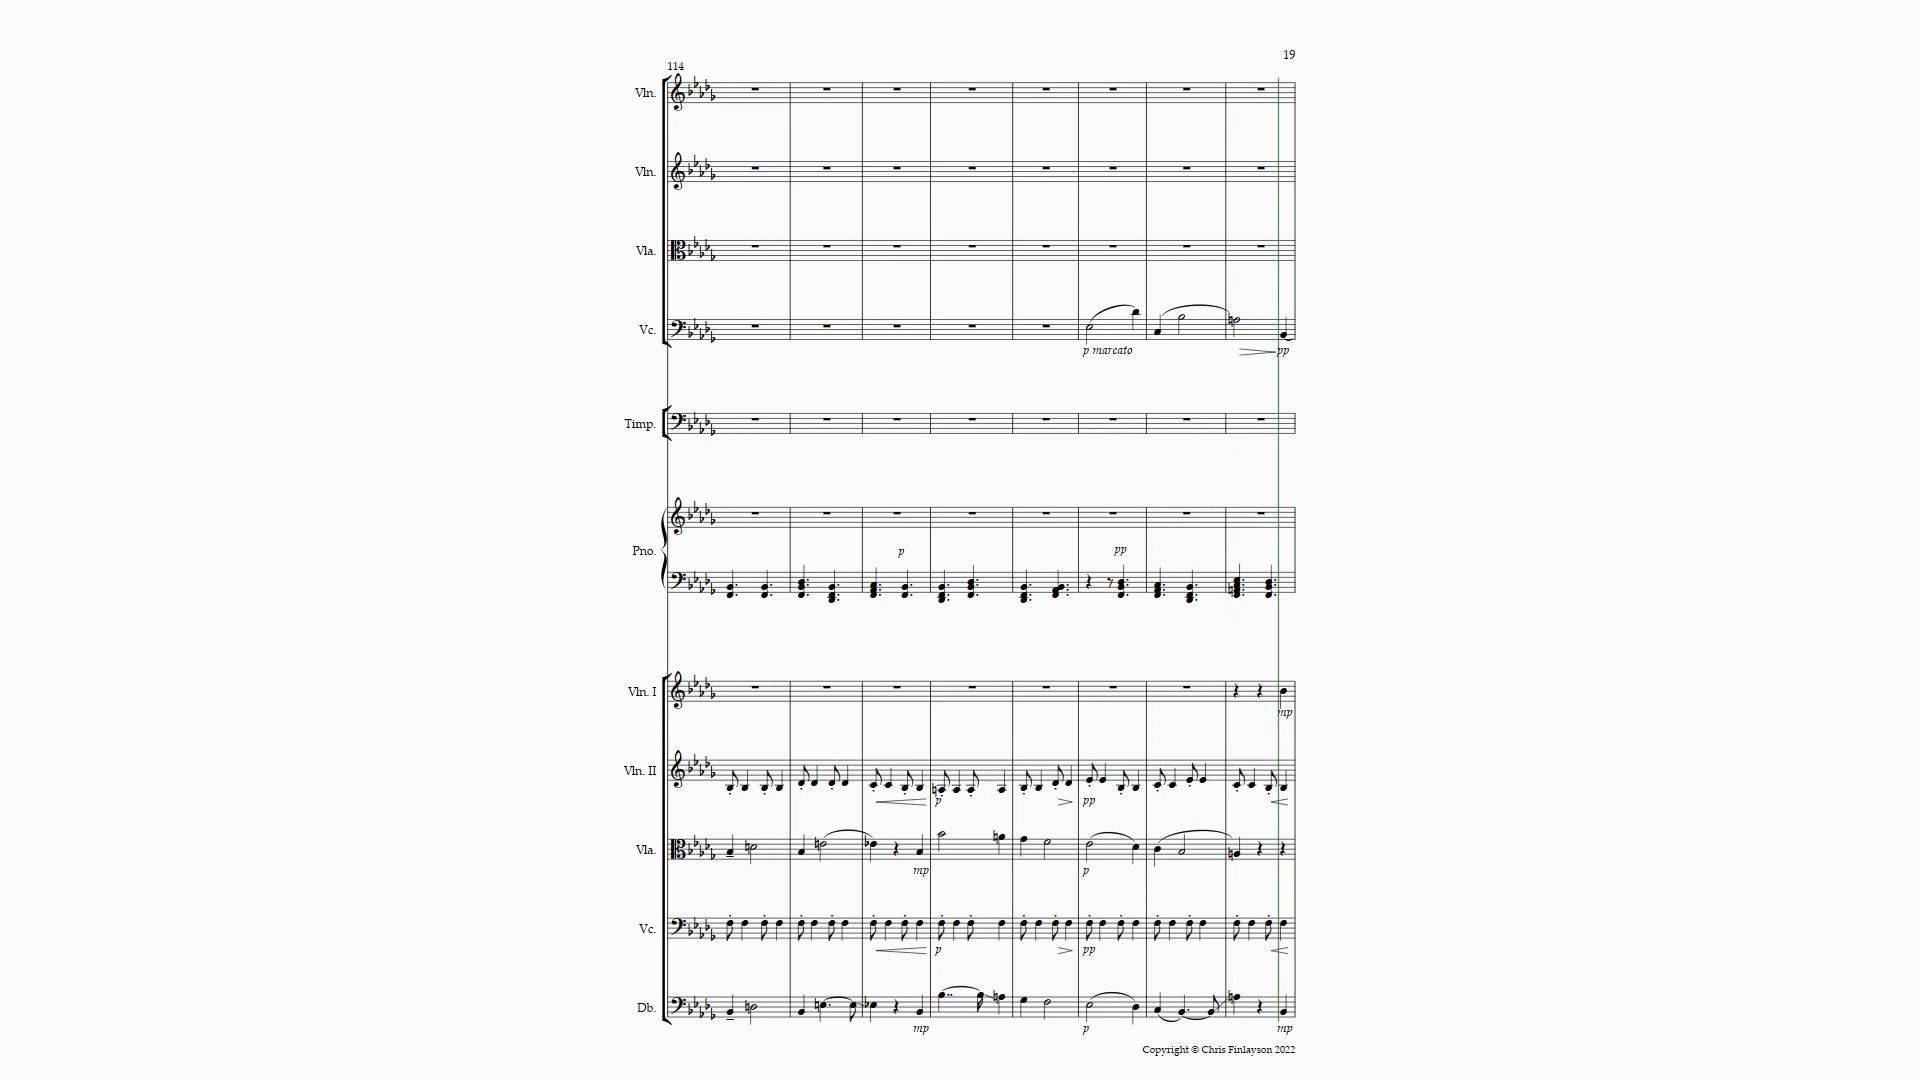 19
114
Vln.
Vln.
Vla.
Vc.
p marcato pp
Timp.
p pp
Pno.
Vln. I
mp
Vln. II
p pp
Vla.
mp p
Vc.
p pp
Db.
mp p mp
Copyright © Chris Finlayson 2022